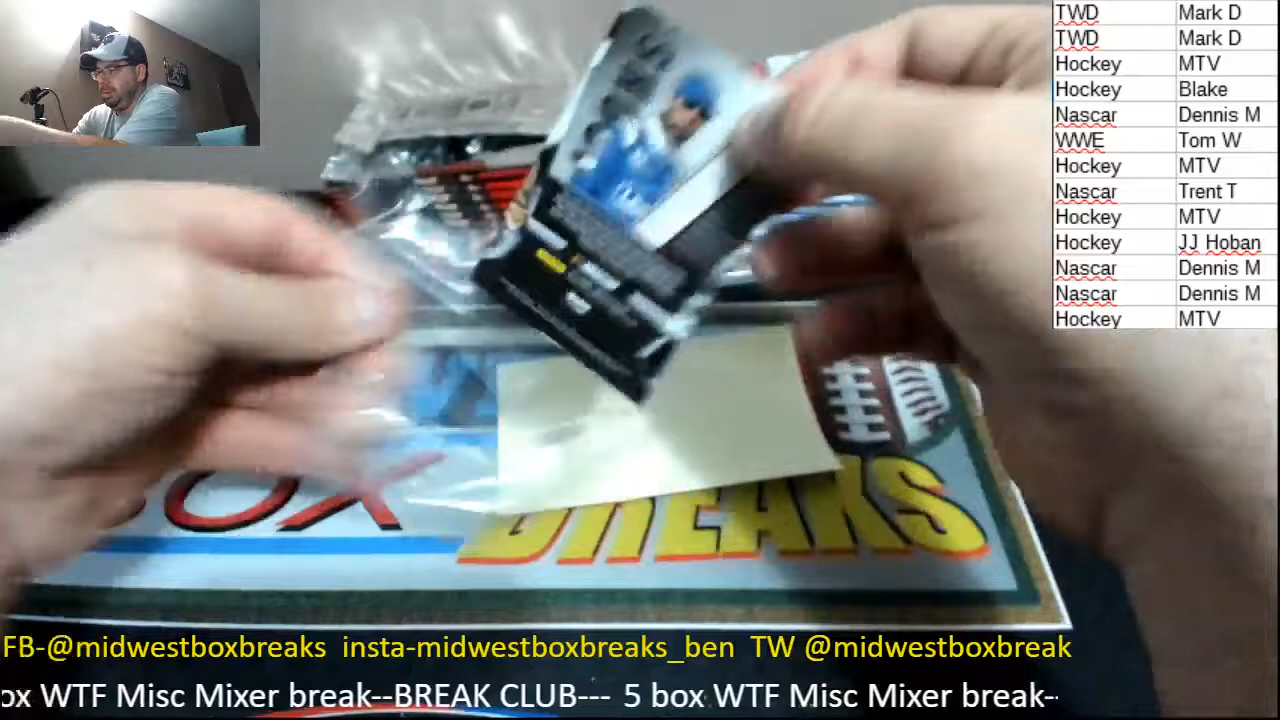 TWD Mark D
TWD Mark D
Hockey MTV
Hockey Blake
Nascar Dennis M
WWE Tom W
Hockey MTV
Nascar Trent T
Hockey MTV
Hockey JJ Hoban
Nascar Dennis M
Nascar Dennis M
Hockey MTV
BOX
BREAKS
FB-@midwestboxbreaks insta-midwestboxbreaks_ben TW @midwestboxbreak
ox WTF Misc Mixer break--BREAK CLUB--- 5 box WTF Misc Mixer break--